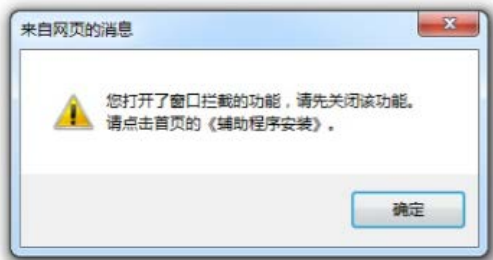 来自网页的消息
您打开了窗口拦截的功能，请先关闭该功能。
请点击首页的《辅助程序安装》。
确定